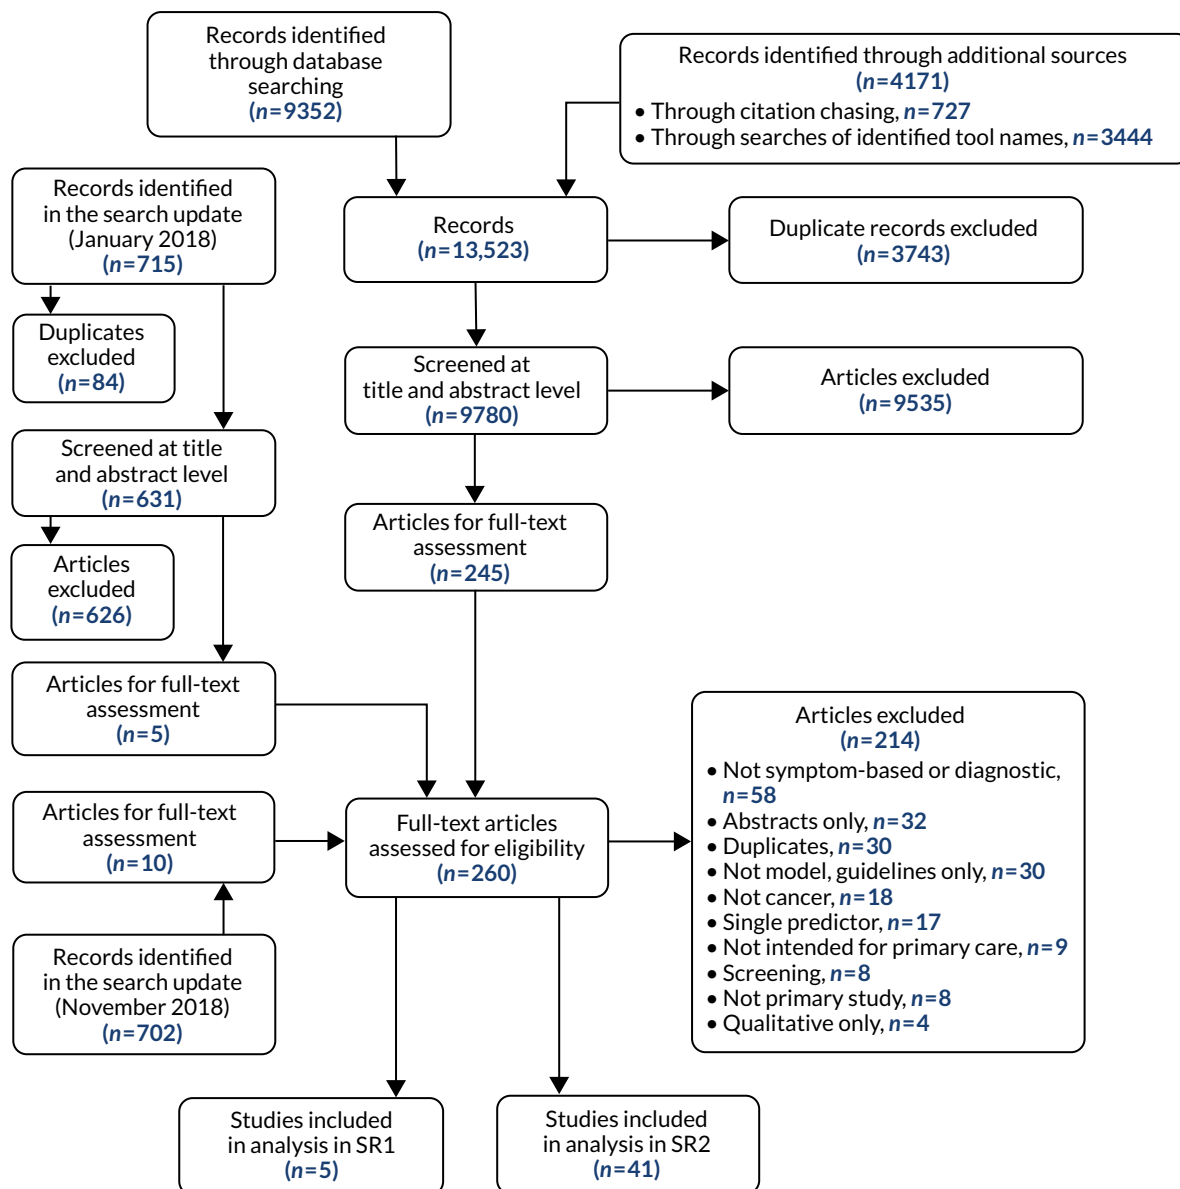 Records identified
through database
searching
(n=9352)
Records identified through additional sources
(n=4171)
• Through citation chasing, n=727
• Through searches of identified tool names, n=3444
Records identified
in the search update
(January 2018)
(n=715)
Records
(n=13,523)
Duplicate records excluded
(n=3743)
Duplicates
excluded
(n=84)
Screened at
title and abstract level
(n=9780)
Articles excluded
(n=9535)
Screened at title
and abstract level
(n=631)
Articles for full-text
assessment
(n=245)
Articles
excluded
(n=626)
Articles for full-text
assessment
(n=5)
Articles excluded
(n=214)
• Not symptom-based or diagnostic,
n=58
• Abstracts only, n=32
• Duplicates, n=30
• Not model, guidelines only, n=30
• Not cancer, n=18
• Single predictor, n=17
• Not intended for primary care, n=9
• Screening, n=8
• Not primary study, n=8
• Qualitative only, n=4
Articles for full-text
assessment
(n=10)
Full-text articles
assessed for eligibility
(n=260)
Records identified
in the search update
(November 2018)
(n=702)
Studies included
in analysis in SR1
(n=5)
Studies included
in analysis in SR2
(n=41)